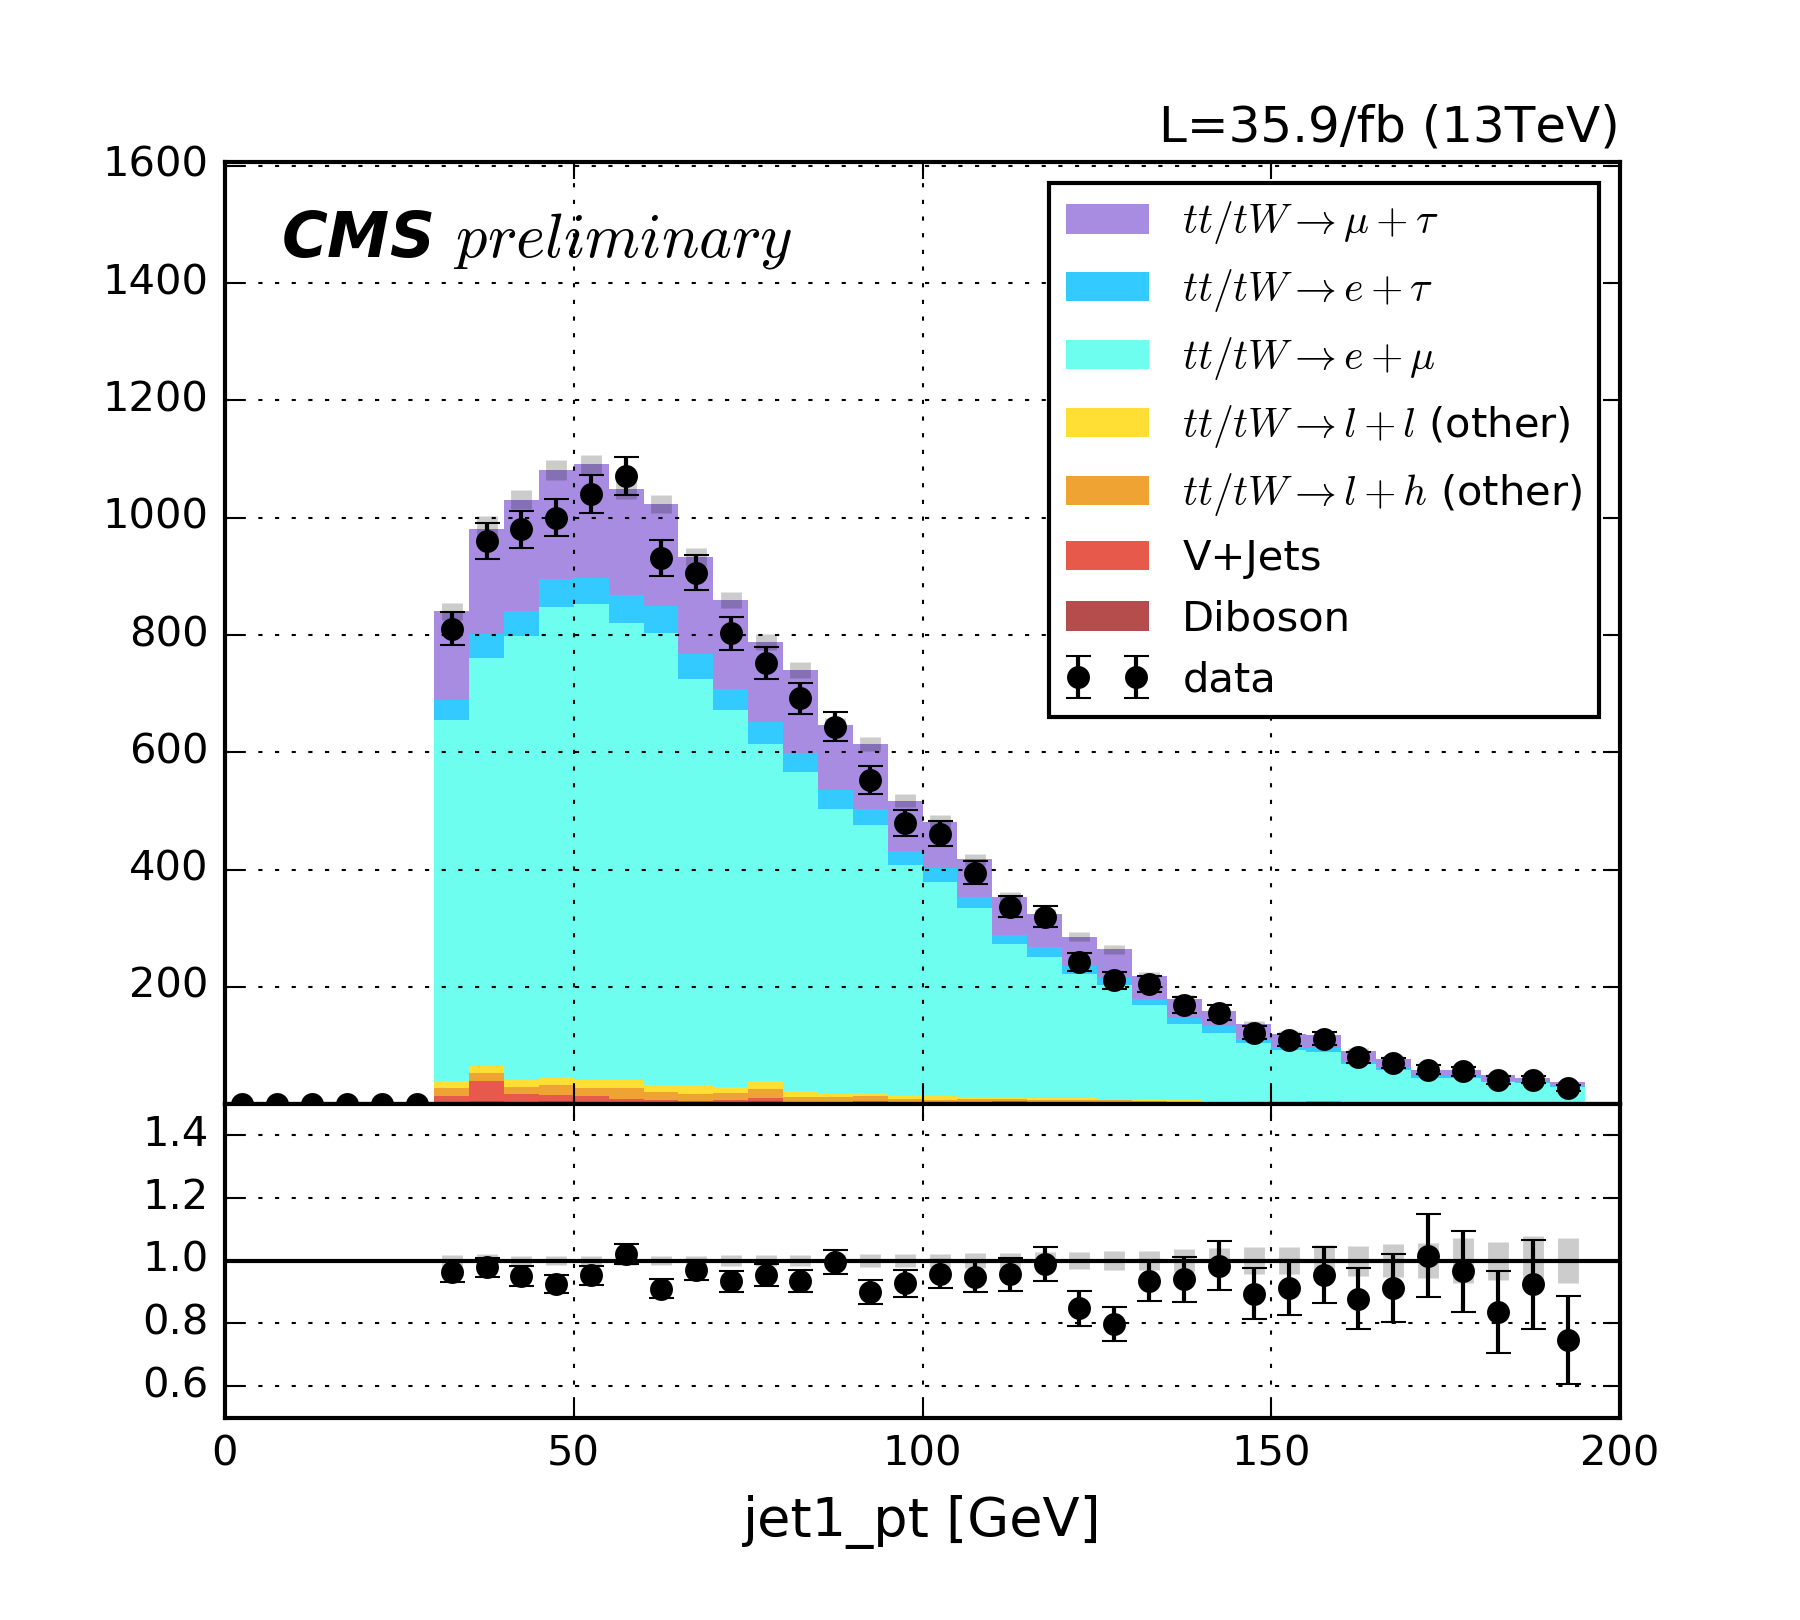 L=35.9/fb (13TeV)
CMS preliminary
1600
1400
1200
1000
800
600
400
200
tt/tW → μ + τ
tt/tW → e + τ
tt/tW → e + μ
tt/tW → l + l (other)
tt/tW → l + h (other)
V+Jets
Diboson
data
1.4
1.2
1.0
0.8
0.6
0 50 100 150 200
jet1_pt [GeV]